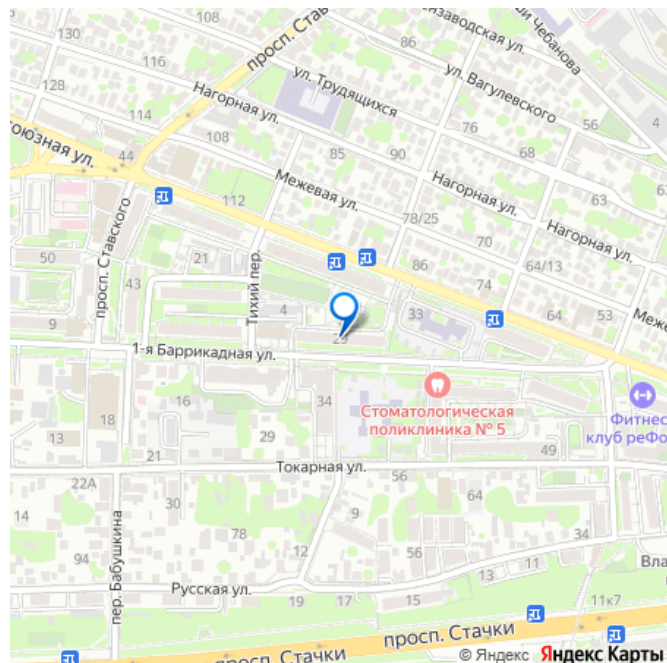 130
108
просп. Ставского
86
нзаводская ул.
и Чебанова
116
ул. Трудящихся
ул. Вагулевского
56
128
Нагорная ул.
114
76
68
4
оюзная ул.
44
108
85
90
63
112
Межевая ул.
Нагорная ул.
78/25
Нагорная ул.
просп. Ставского
50
21
Тихий пер.
86
70
64/13
74
43
4
33
64
53
Меже
9
23
1-я Баррикадная ул.
16
34
Стоматологическая
поликлиника № 5
Фитнес
клуб реФо
18
13
29
21
49
Токарная ул.
22А
30
56
64
14
пер. Бабушкина
78
9
94
12
56
34
Русская ул.
13
11
Вла
19
17
15
11к7
просп. Стачки
просп. Стачки
© Яндекс Яндекс Карты